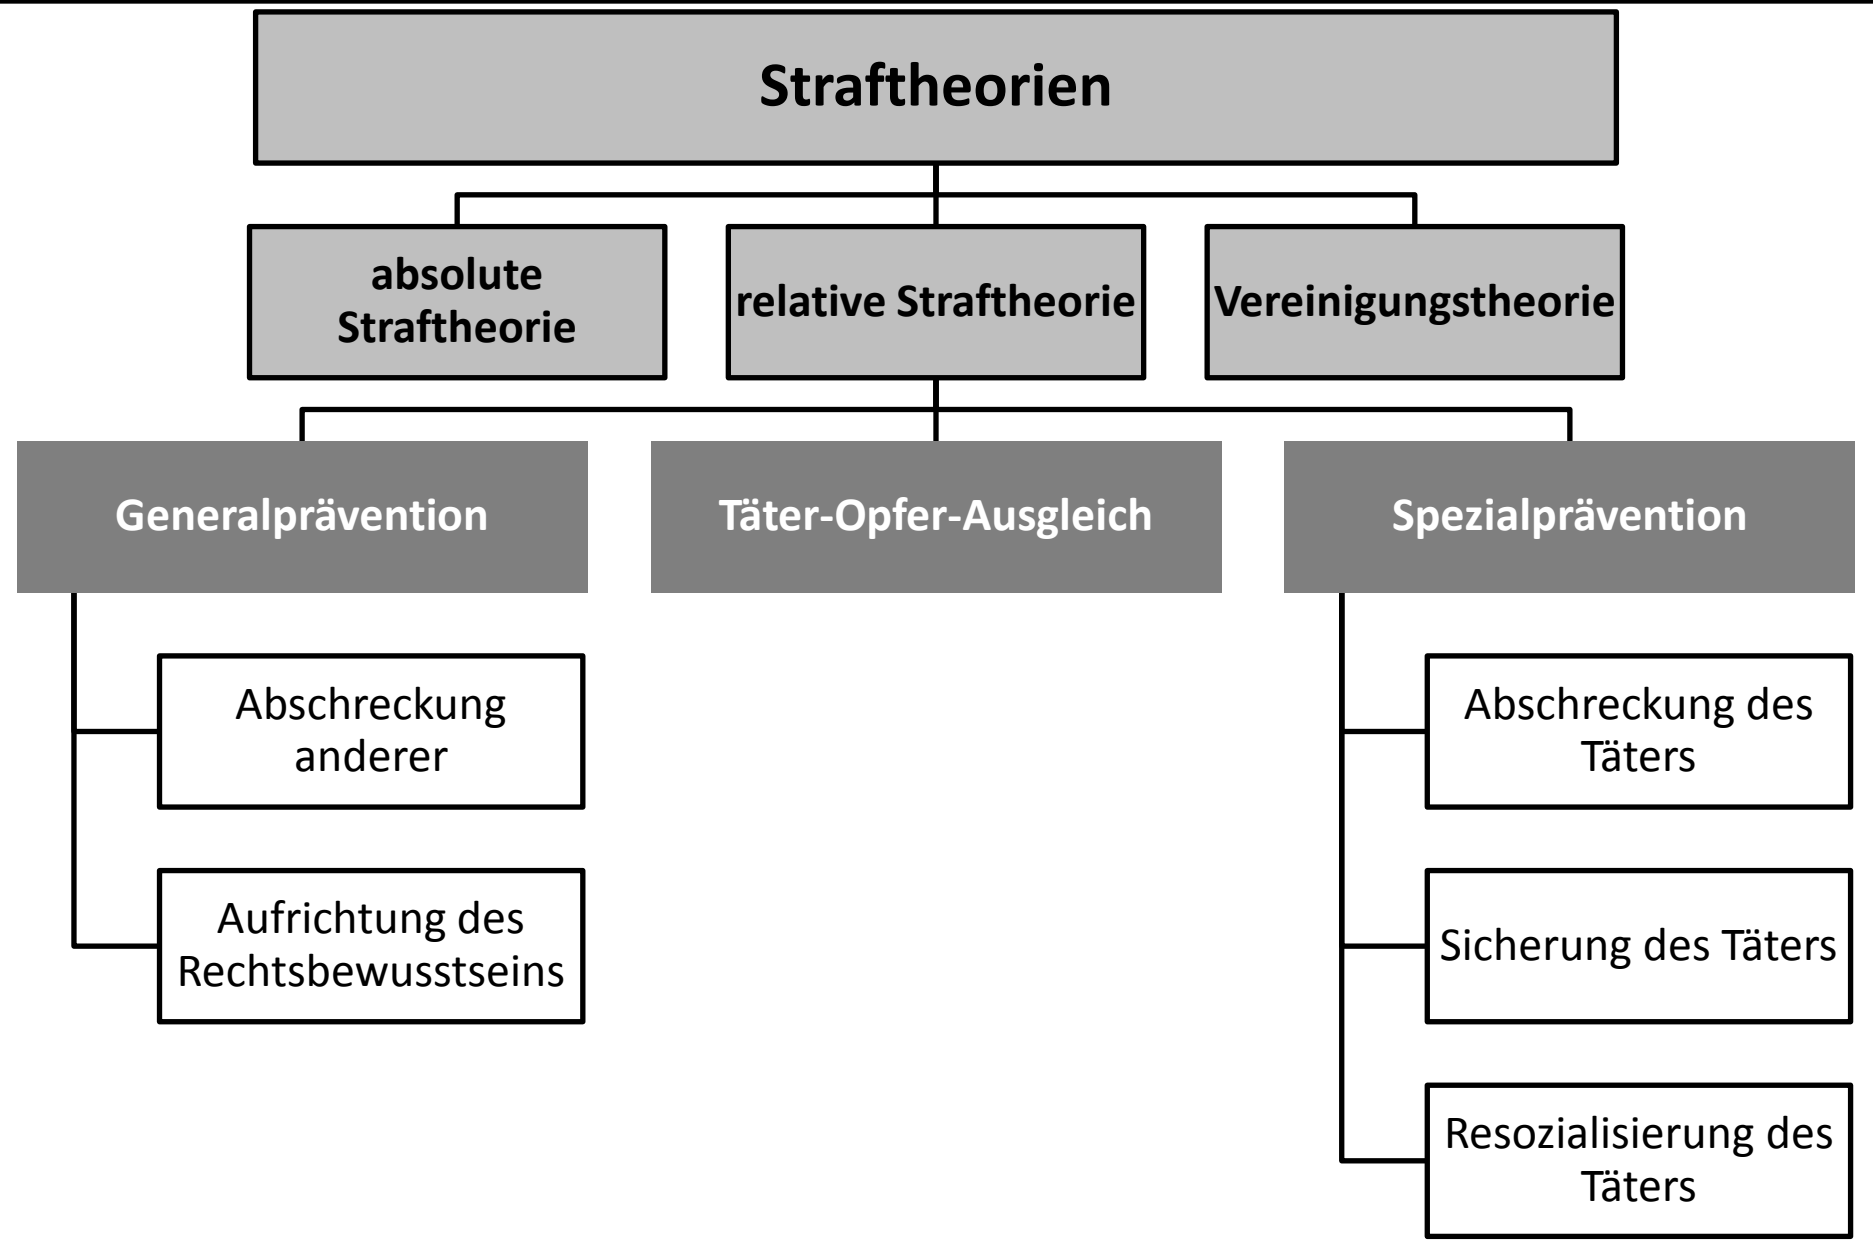 Straftheorien
absolute
Straftheorie
relative Straftheorie
Vereinigungstheorie
Generalprävention
Täter-Opfer-Ausgleich
Spezialprävention
Abschreckung
anderer
Aufrichtung des
Rechtsbewusstseins
Abschreckung des
Täters
Sicherung des Täters
Resozialisierung des
Täters